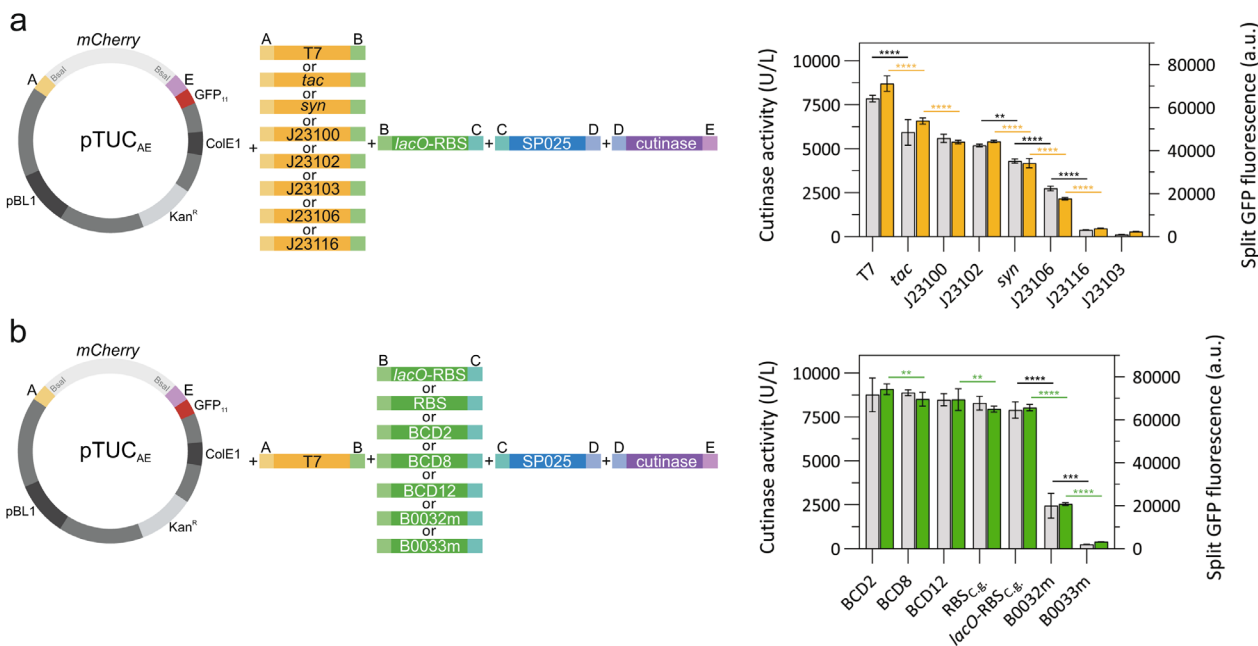 a
mCherry
BsaI
BsaI
A
E
GFP11
pTUCAE
ColE1
pBL1
KanR
+
A
B
T7
or
tac
or
syn
or
J23100
or
J23102
or
J23103
or
J23106
or
J23116
+
B
lacO-RBS
C
+
C
SP025
D
+
D
cutinase
E
Cutinase activity (U/L)
10000
7500
5000
2500
0
****
****
****
**
****
****
****
****
****
80000
60000
40000
20000
0
Split GFP fluorescence (a.u.)
T7
tac
J23100
J23102
syn
J23106
J23116
J23103
b
mCherry
BsaI
BsaI
A
E
GFP11
pTUCAE
ColE1
pBL1
KanR
+
A
T7
B
+
B
C
lacO-RBS
or
RBS
or
BCD2
or
BCD8
or
BCD12
or
B0032m
or
B0033m
+
C
SP025
D
+
D
cutinase
E
Cutinase activity (U/L)
10000
7500
5000
2500
0
**
**
****
****
***
****
80000
60000
40000
20000
0
Split GFP fluorescence (a.u.)
BCD2
BCD8
BCD12
RBSC.g.
lacO-RBSC.g.
B0032m
B0033m